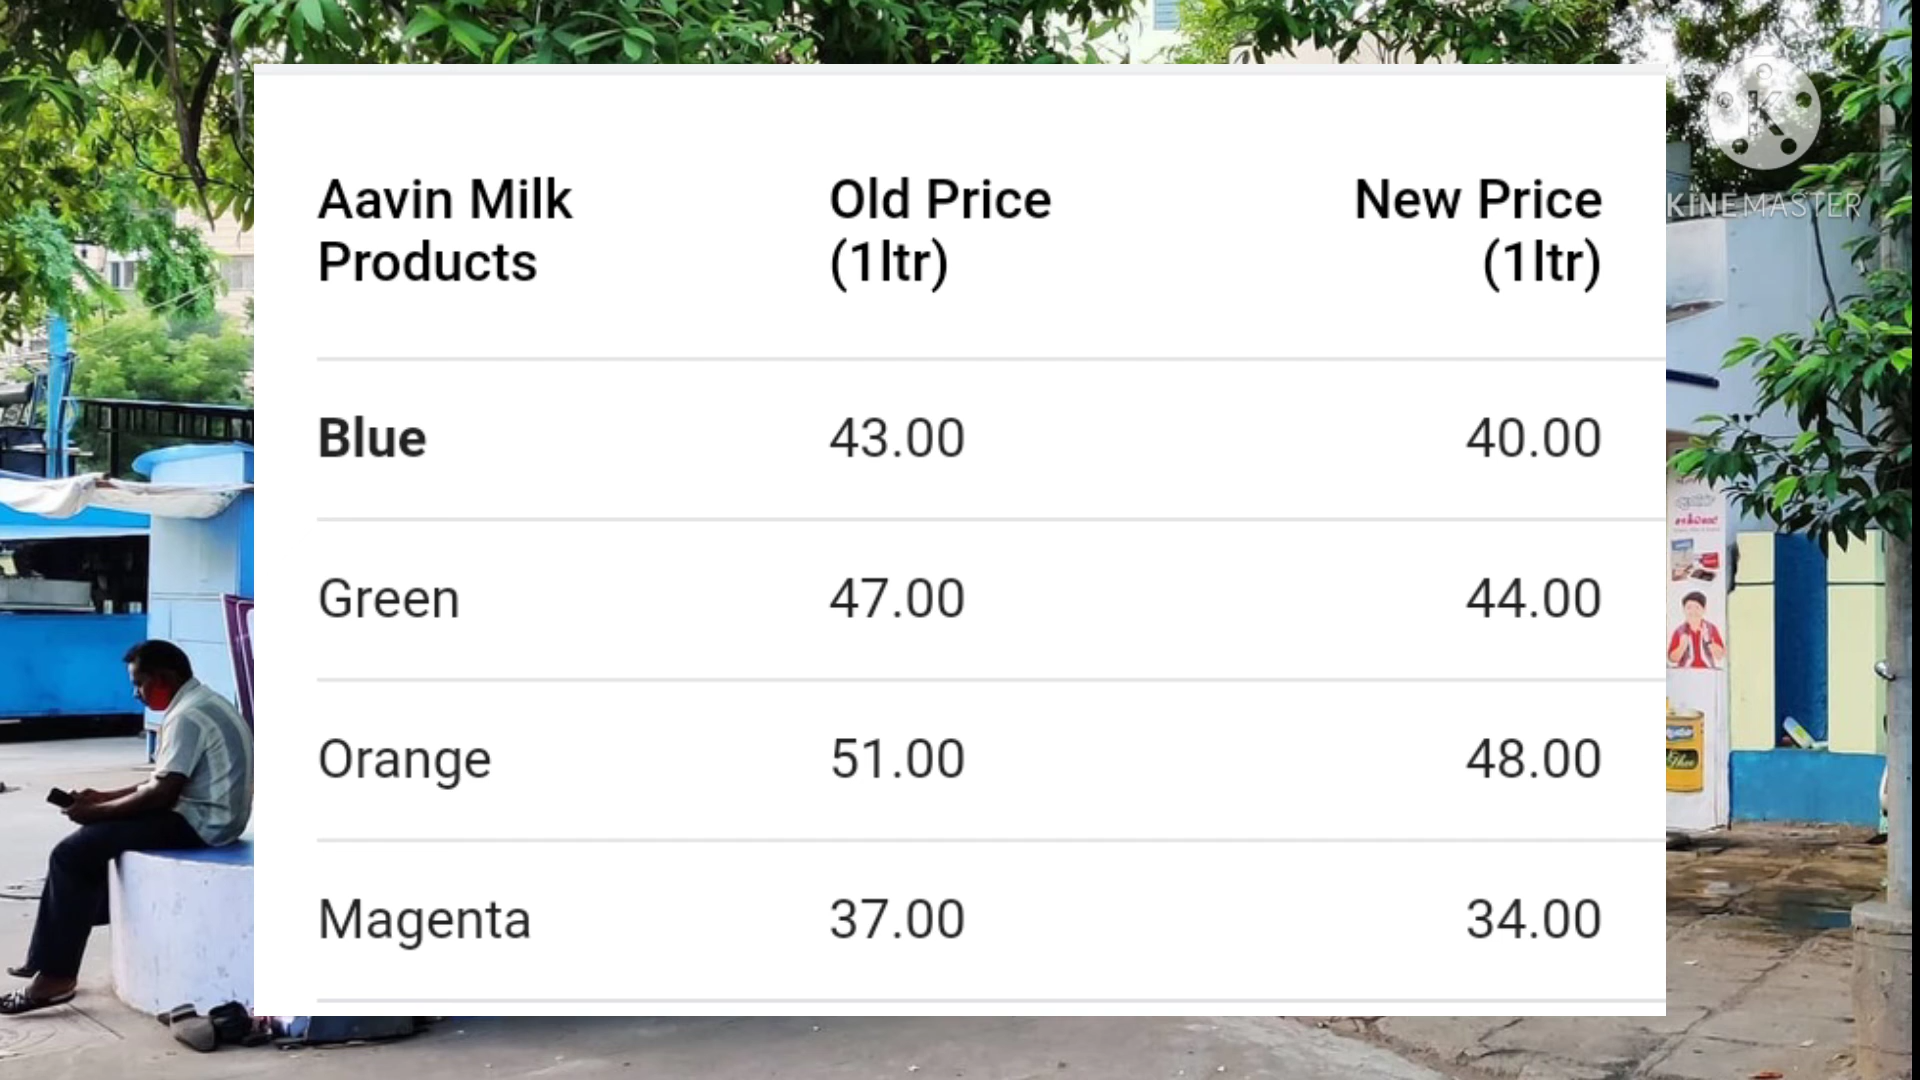 Aavin Milk Products
Old Price (1ltr)
New Price (1ltr)
Blue 43.00 40.00
Green 47.00 44.00
Orange 51.00 48.00
Magenta 37.00 34.00
KINEMASTER